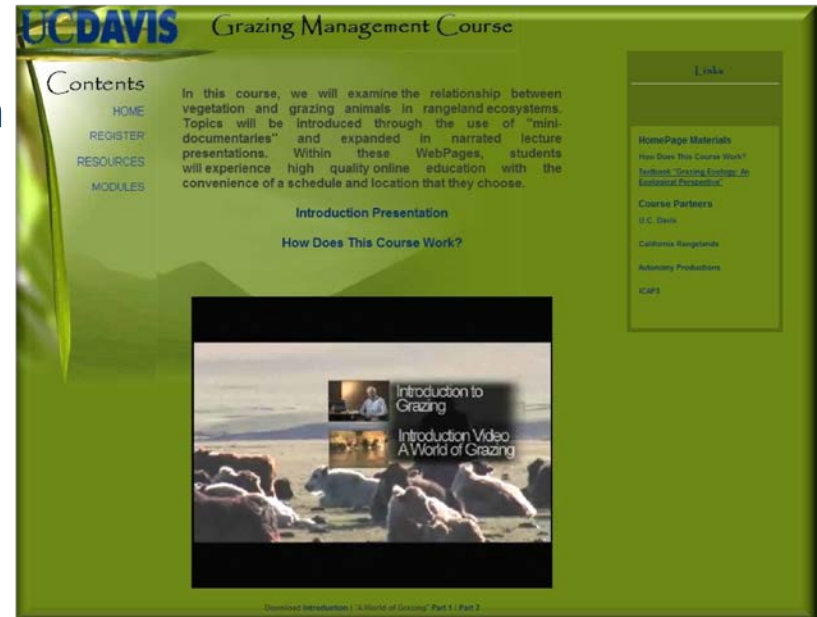 UCDAVIS Grazing Management Course
Contents
HOME
REGISTER
RESOURCES
MODULES
In this course, we will examine the relationship between
vegetation and grazing animals in rangeland ecosystems.
Topics will be introduced through the use of "mini-
documentaries" and expanded in narrated lecture
presentations. Within these WebPages, students
will experience high quality online education with the
convenience of a schedule and location that they choose.
Introduction Presentation
How Does This Course Work?
Introduction to
Grazing
Introduction Video
A World of Grazing
Download Introduction | "A World of Grazing" Part 1 | Part 2
Links
HomePage Materials
How Does This Course Work?
Textbook "Grazing Ecology: An
Ecological Perspective"
Course Partners
U.C. Davis
California Rangelands
Autonomy Productions
ICAPS